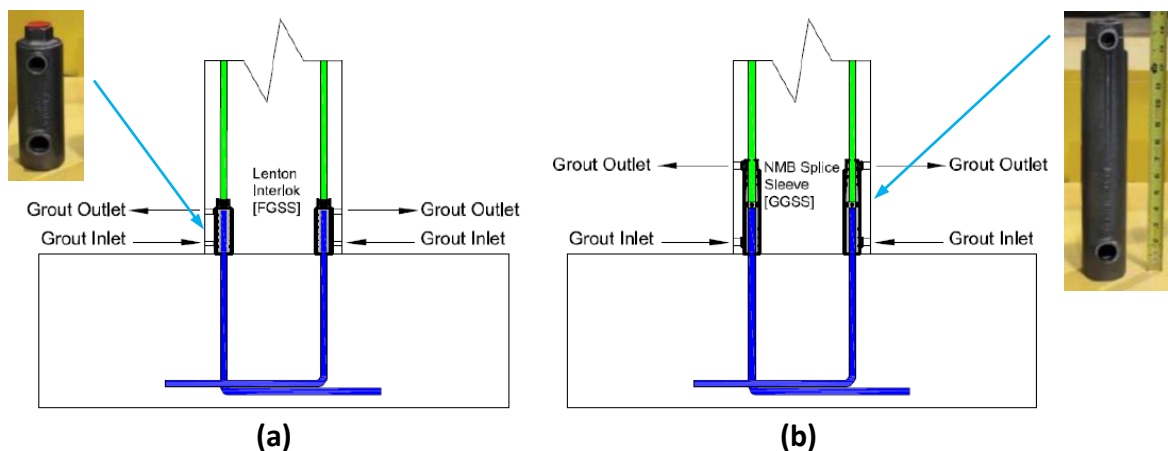 Lenton
Interlok
[FGSS]
Grout Outlet
Grout Outlet
Grout Inlet
Grout Inlet
(a)
NMB Splice
Sleeve
[GGSS]
Grout Outlet
Grout Outlet
Grout Inlet
Grout Inlet
(b)